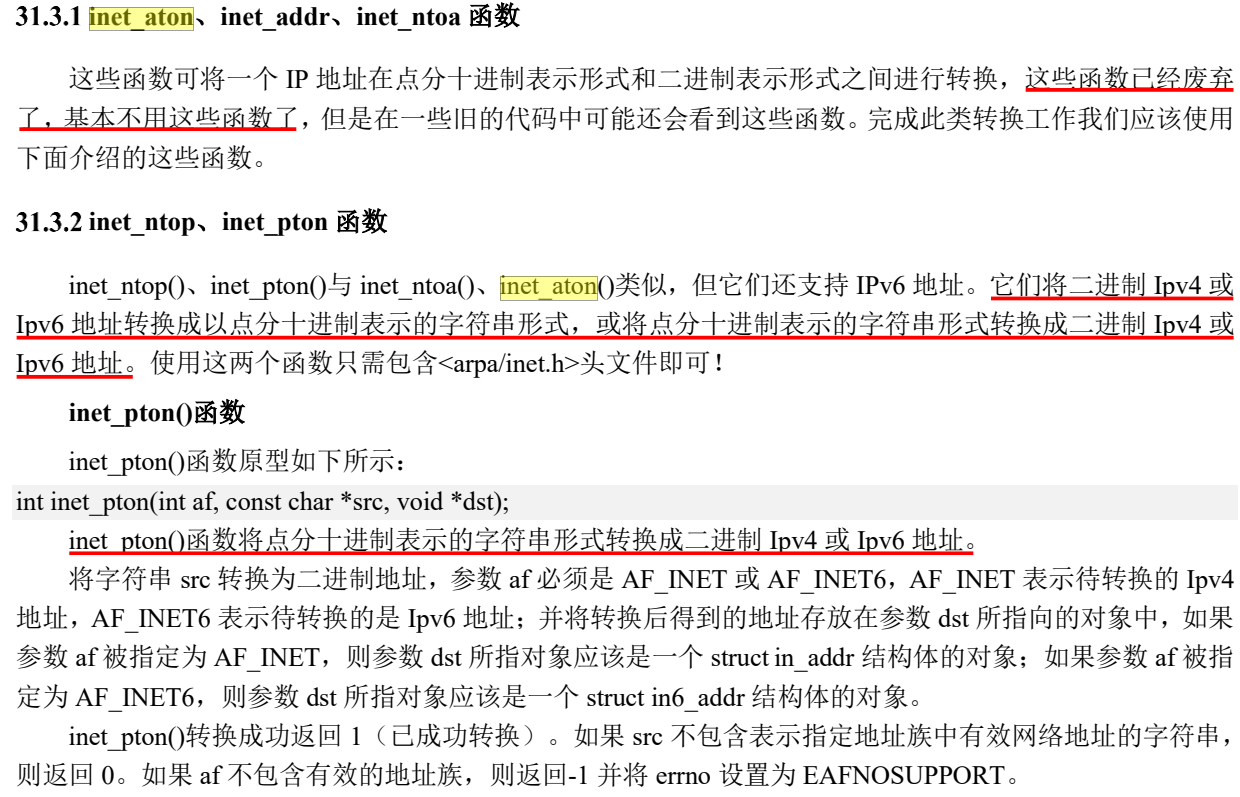 31.3.1 inet_aton、inet_addr、inet_ntoa 函数
这些函数可将一个 IP 地址在点分十进制表示形式和二进制表示形式之间进行转换，这些函数已经废弃
了，基本不用这些函数了，但是在一些旧的代码中可能还会看到这些函数。完成此类转换工作我们应该使用
下面介绍的这些函数。
31.3.2 inet_ntop、inet_pton 函数
inet_ntop()、inet_pton()与 inet_ntoa()、inet_aton()类似，但它们还支持 IPv6 地址。它们将二进制 Ipv4 或
Ipv6 地址转换成以点分十进制表示的字符串形式，或将点分十进制表示的字符串形式转换成二进制 Ipv4 或
Ipv6 地址。使用这两个函数只需包含<arpa/inet.h>头文件即可！
inet_pton()函数
inet_pton()函数原型如下所示：
int inet_pton(int af, const char *src, void *dst);
inet_pton()函数将点分十进制表示的字符串形式转换成二进制 Ipv4 或 Ipv6 地址。
将字符串 src 转换为二进制地址，参数 af 必须是 AF_INET 或 AF_INET6，AF_INET 表示待转换的 Ipv4
地址，AF_INET6 表示待转换的是 Ipv6 地址；并将转换后得到的地址存放在参数 dst 所指向的对象中，如果
参数 af 被指定为 AF_INET，则参数 dst 所指对象应该是一个 struct in_addr 结构体的对象；如果参数 af 被指
定为 AF_INET6，则参数 dst 所指对象应该是一个 struct in6_addr 结构体的对象。
inet_pton()转换成功返回 1（已成功转换）。如果 src 不包含表示指定地址族中有效网络地址的字符串，
则返回 0。如果 af 不包含有效的地址族，则返回-1 并将 errno 设置为 EAFNOSUPPORT。